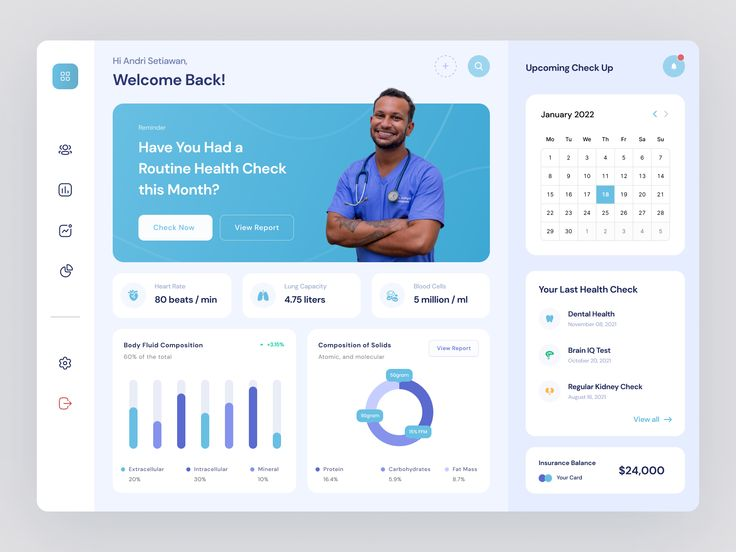 Hi Andri Setiawan,
Welcome Back!
Reminder
Have You Had a
Routine Health Check
this Month?
Check Now
View Report
Heart Rate
80 beats / min
Lung Capacity
4.75 liters
Blood Cells
5 million / ml
Body Fluid Composition
+3,15%
60% of the total
Extracellular
20%
Intracellular
30%
Mineral
10%
Composition of Solids
Atomic, and molecular
View Report
50gram
80gram
15% FFM
Protein
16.4%
Carbohydrates
5.9%
Fat Mass
8.7%
Upcoming Check Up
January 2022
Mo Tu We Th Fr Sa Su
1 2 3 4 5 6 7
8 9 10 11 12 13 14
15 16 17 18 19 20 21
22 23 24 25 26 27 28
29 30 1 2 3 4 5
Your Last Health Check
Dental Health
November 09, 2021
Brain IQ Test
October 20, 2021
Regular Kidney Check
August 16, 2021
View all
Insurance Balance
Your Card
$24,000